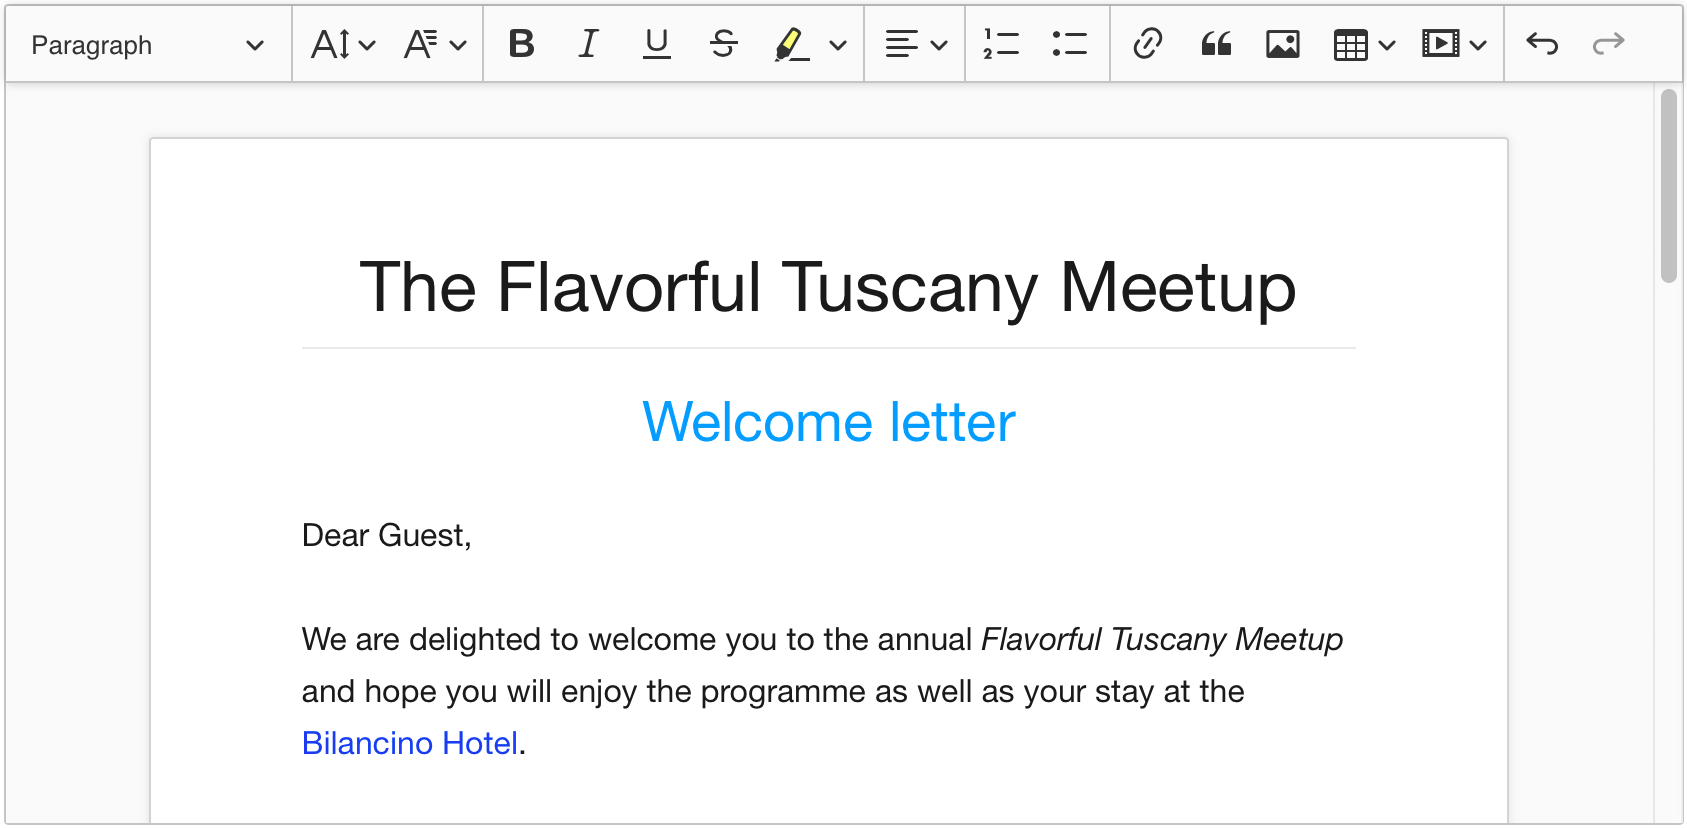 Paragraph
The Flavorful Tuscany Meetup
Welcome letter
Dear Guest,
We are delighted to welcome you to the annual Flavorful Tuscany Meetup
and hope you will enjoy the programme as well as your stay at the
Bilancino Hotel.